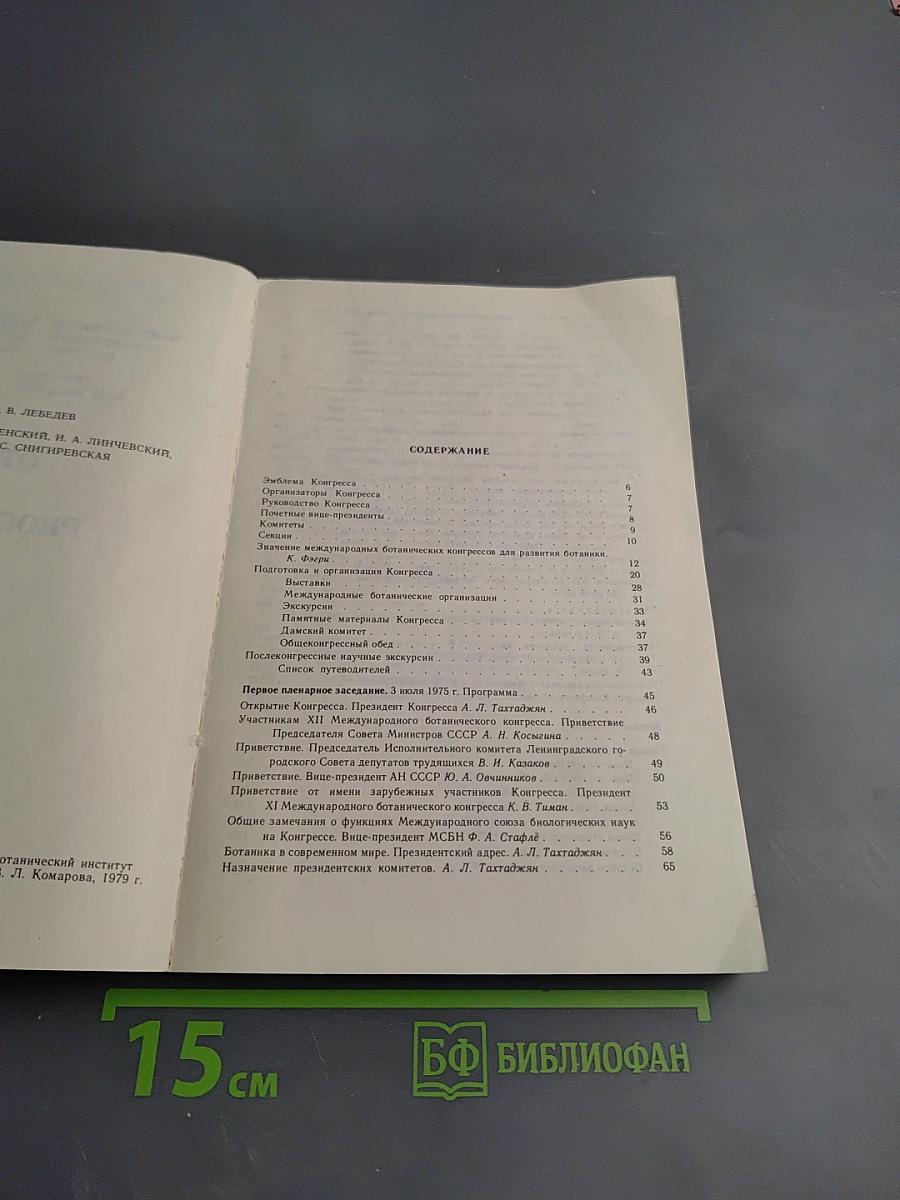 В. ЛЕБЕДЕВ
ЕНСКИЙ, И. А. ЛИНЧЕВСКИЙ,
С. СНИГИРЕВСКАЯ
отанический институт
В. Л. Комарова, 1979 г.
СОДЕРЖАНИЕ
Эмблема Конгресса . . . . . . . . . . 6
Организаторы Конгресса . . . . . . . . . . 7
Руководство Конгресса . . . . . . . . . . 7
Почетные вице-президенты . . . . . . . . . . 8
Комитеты . . . . . . . . . . 9
Секции . . . . . . . . . . 10
Значение международных ботанических конгрессов для развития ботаники.
К. Фэгри . . . . . . . . . . 12
Подготовка и организация Конгресса . . . . . . . . . . 20
Выставки . . . . . . . . . . 28
Международные ботанические организации . . . . . . . . . . 31
Экскурсии . . . . . . . . . . 33
Памятные материалы Конгресса . . . . . . . . . . 34
Дамский комитет . . . . . . . . . . 37
Общеконгрессный обед . . . . . . . . . . 37
Послеконгрессные научные экскурсии . . . . . . . . . . 39
Список путеводителей . . . . . . . . . . 43
Первое пленарное заседание. 3 июля 1975 г. Программа . . . . . . . . 45
Открытие Конгресса. Президент Конгресса А. Л. Тахтаджян . . . . . . 46
Участникам XII Международного ботанического конгресса. Приветствие
Председателя Совета Министров СССР А. Н. Косыгина . . . . . 48
Приветствие. Председатель Исполнительного комитета Ленинградского го-
родского Совета депутатов трудящихся В. И. Казаков . . . . . . 49
Приветствие. Вице-президент АН СССР Ю. А. Овчинников . . . . . . . 50
Приветствие от имени зарубежных участников Конгресса. Президент
XI Международного ботанического конгресса К. В. Тиман . . . . . 53
Общие замечания о функциях Международного союза биологических наук
на Конгрессе. Вице-президент МСБН Ф. А. Стафлё . . . . . . . 56
Ботаника в современном мире. Президентский адрес. А. Л. Тахтаджян . . . 58
Назначение президентских комитетов. А. Л. Тахтаджян . . . . . . . 65
15 см
БФ БИБЛИОФАН